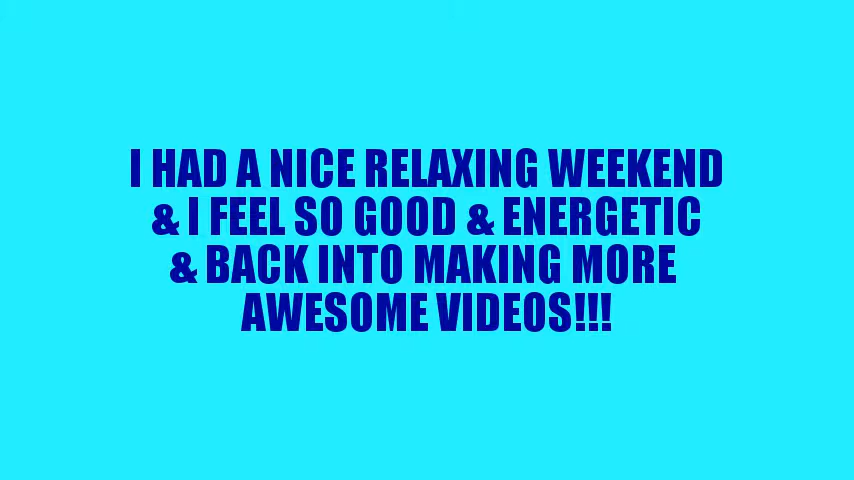 I HAD A NICE RELAXING WEEKEND
& I FEEL SO GOOD & ENERGETIC
& BACK INTO MAKING MORE
AWESOME VIDEOS!!!